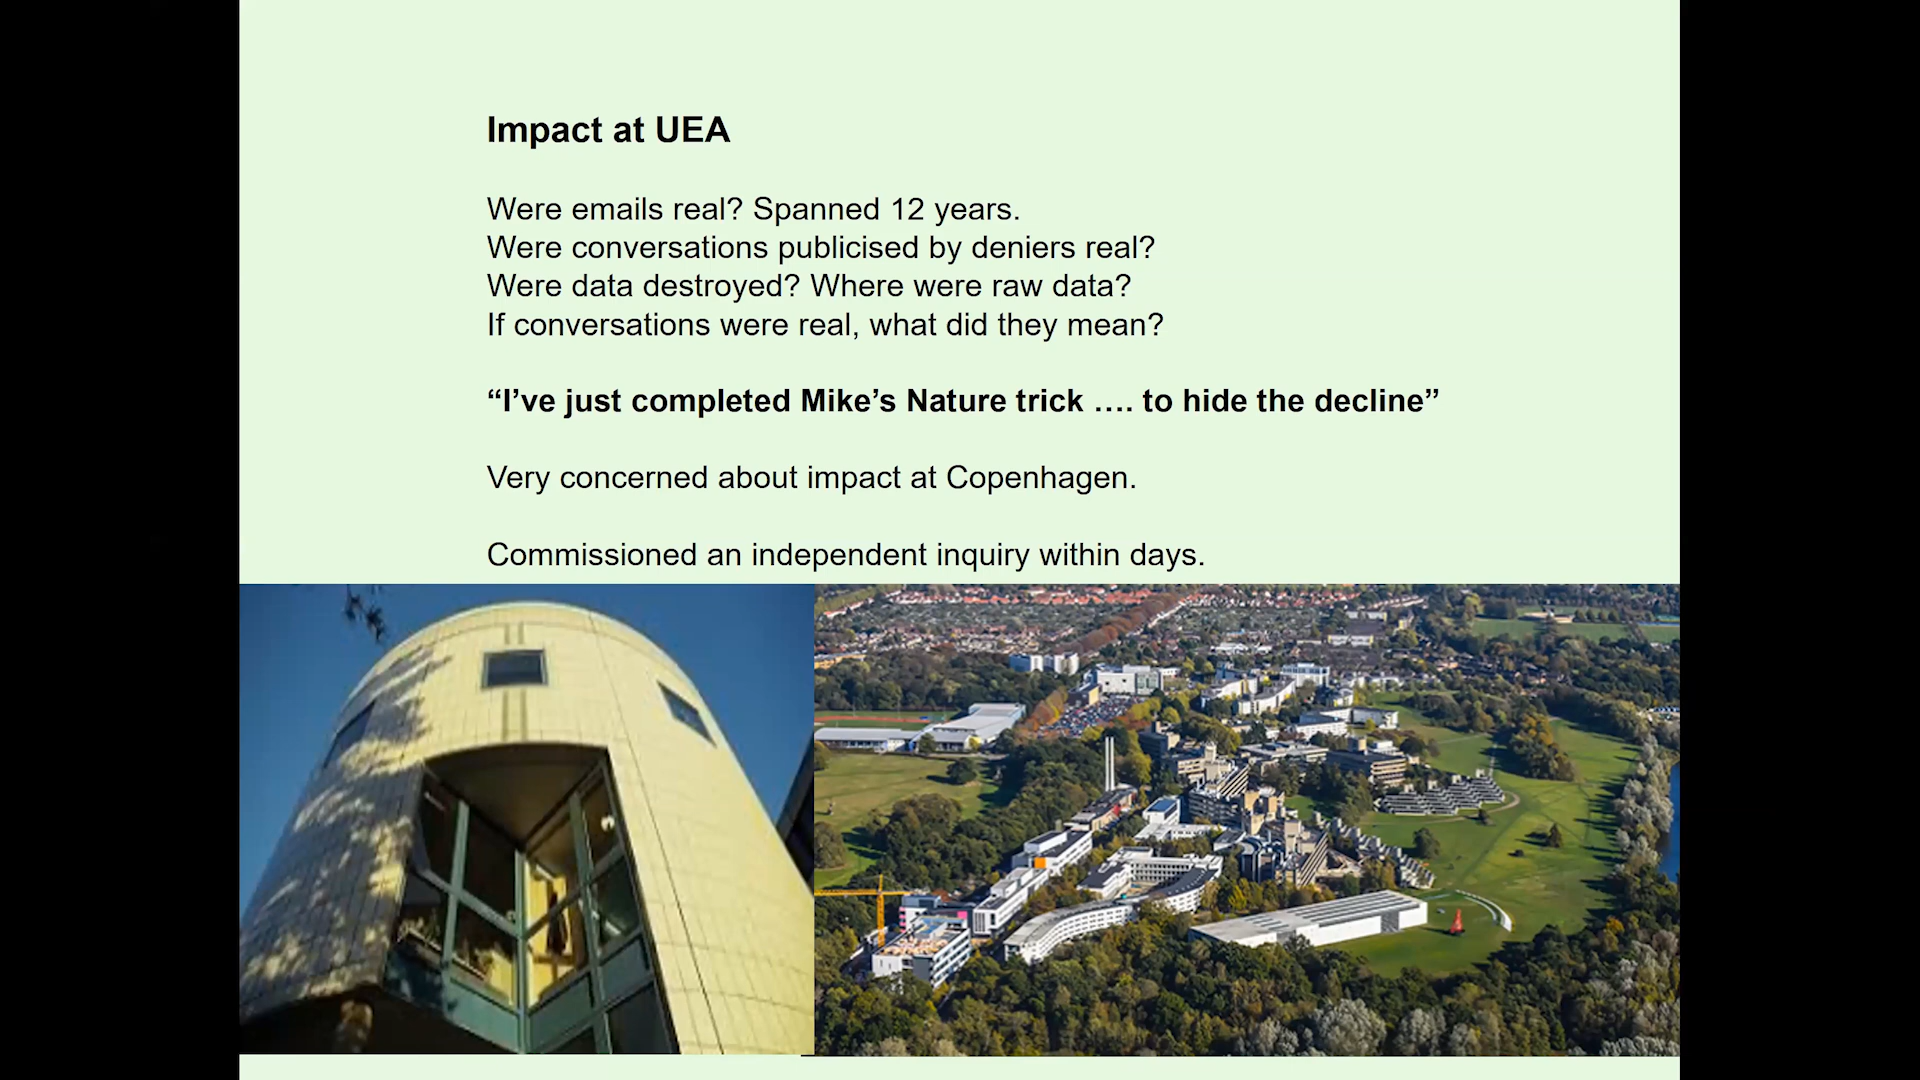 Impact at UEA
Were emails real? Spanned 12 years.
Were conversations publicised by deniers real?
Were data destroyed? Where were raw data?
If conversations were real, what did they mean?
“I’ve just completed Mike’s Nature trick …. to hide the decline”
Very concerned about impact at Copenhagen.
Commissioned an independent inquiry within days.